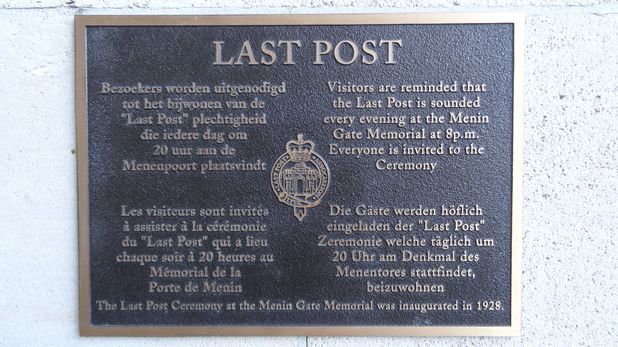 LAST POST
Bezoekers worden uitgenodigd
tot het bijwonen van de
"Last Post" plechtigheid
die iedere dag om
20 uur aan de
Menenpoort plaatsvindt
Visitors are reminded that
the Last Post is sounded
every evening at the Menin
Gate Memorial at 8p.m.
Everyone is invited to the
Ceremony
LAST POST ASSOCIATION
Les visiteurs sont invités
à assister à la cérémonie
du "Last Post" qui a lieu
chaque soir à 20 heures au
Mémorial de la
Porte de Menin
Die Gäste werden höflich
eingeladen der "Last Post"
Zeremonie welche täglich um
20 Uhr am Denkmal des
Menentores stattfindet,
beizuwohnen
The Last Post Ceremony at the Menin Gate Memorial was inaugurated in 1928.